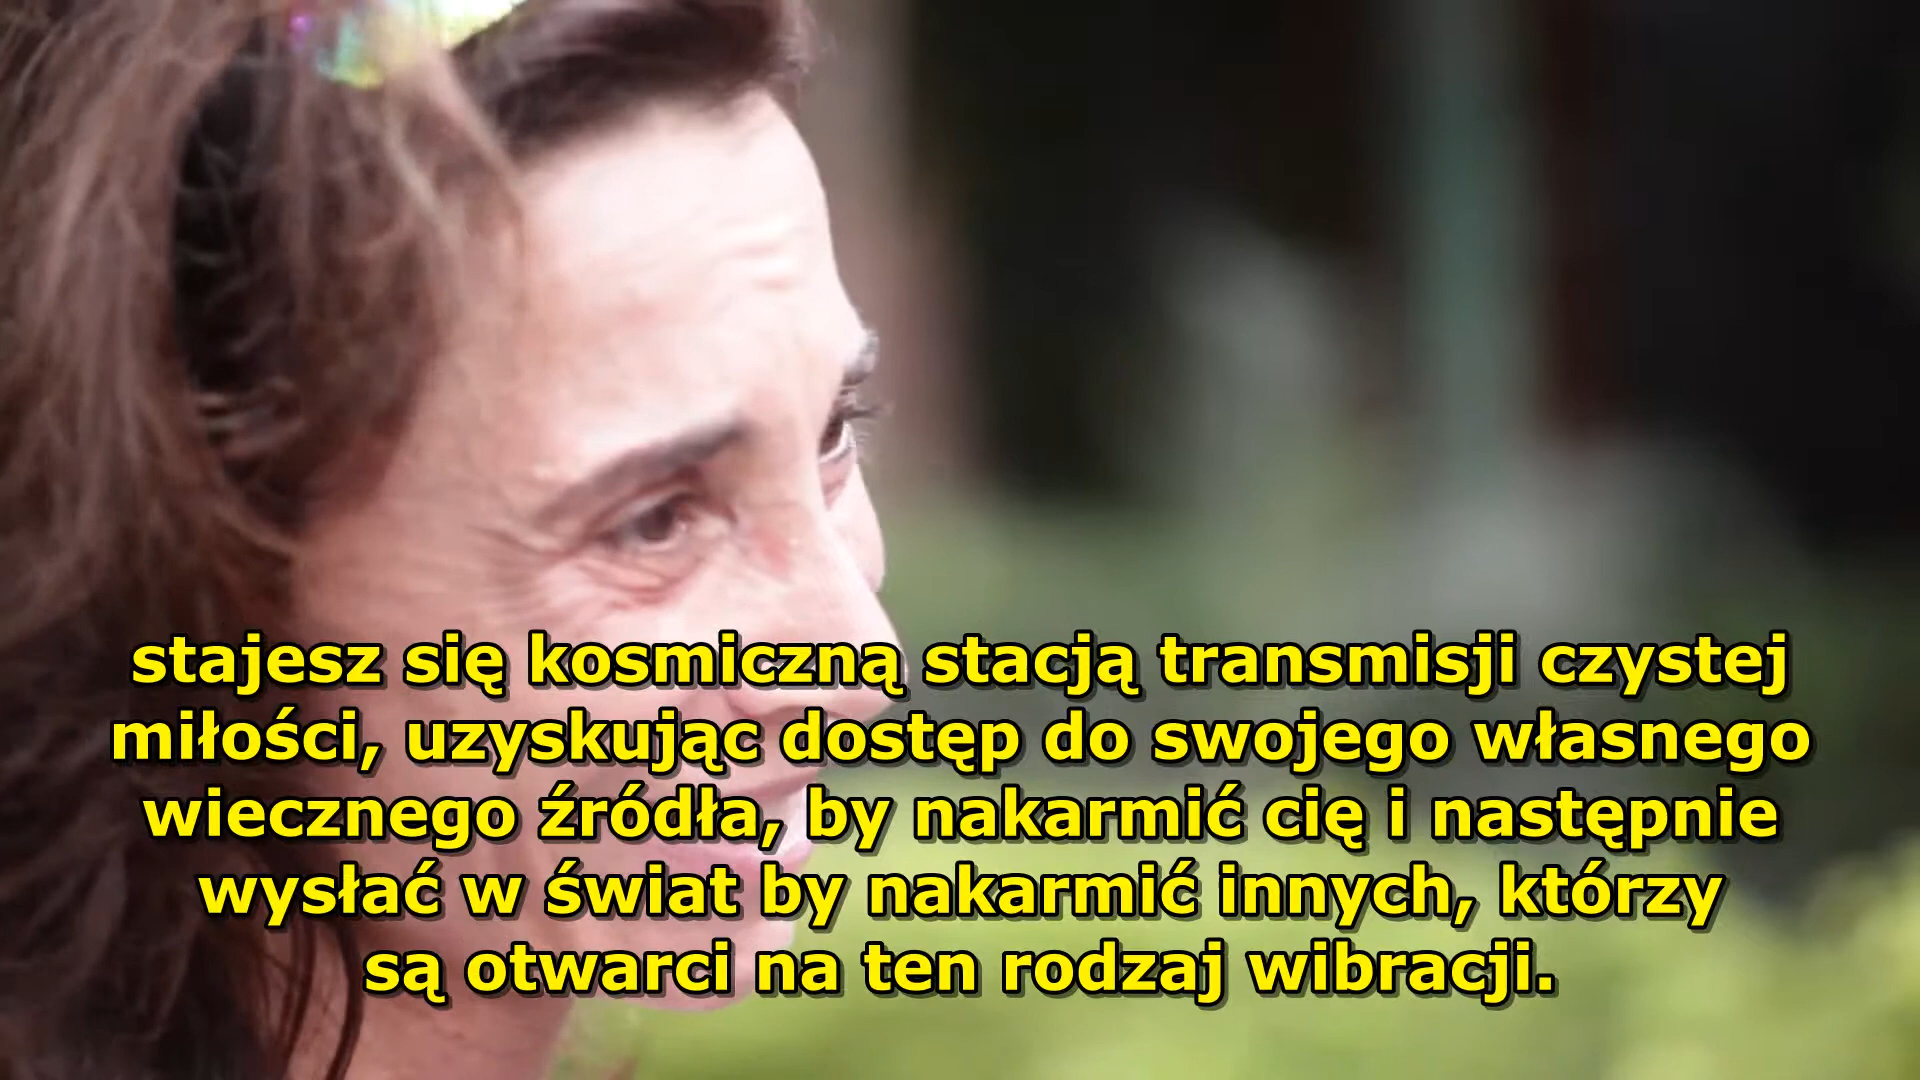 stajesz się kosmiczną stacją transmisji czystej
miłości, uzyskując dostęp do swojego własnego
wiecznego źródła, by nakarmić cię i następnie
wysłać w świat by nakarmić innych, którzy
są otwarci na ten rodzaj wibracji.